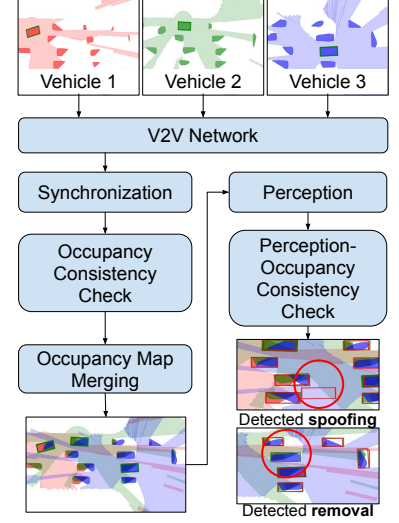 Vehicle 1
Vehicle 2
Vehicle 3
V2V Network
Synchronization
Occupancy
Consistency
Check
Occupancy Map
Merging
Perception
Perception-
Occupancy
Consistency
Check
Detected spoofing
Detected removal